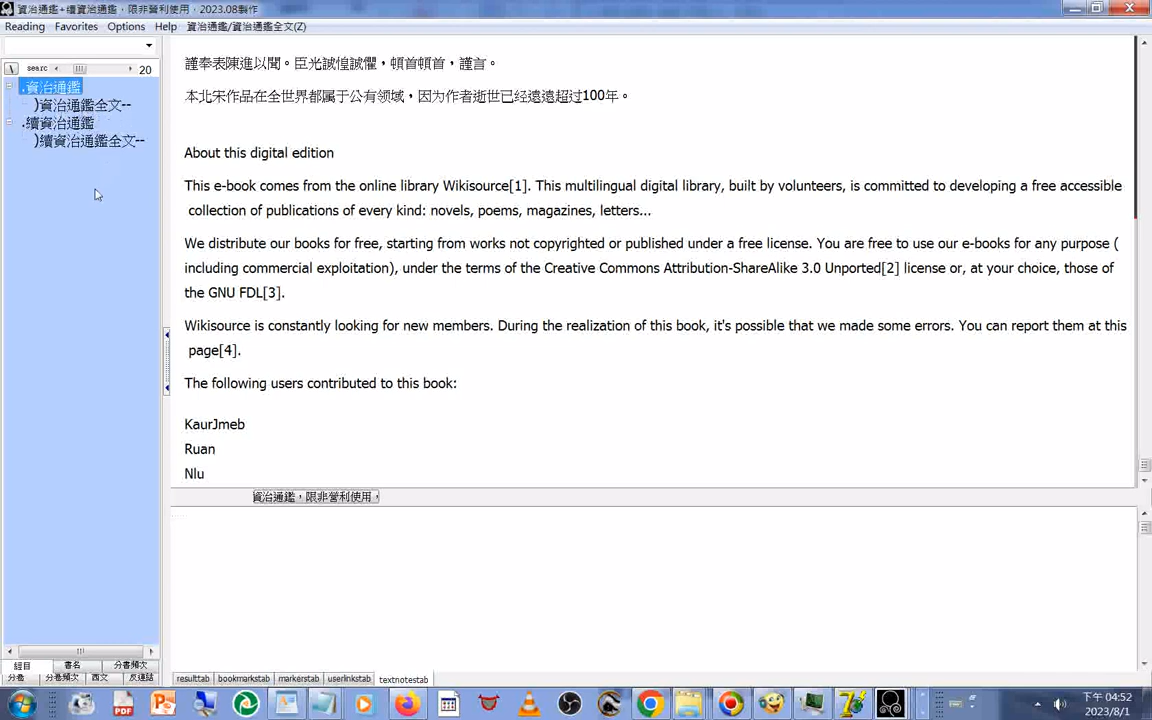 資治通鑑+續資治通鑑，限非營利使用，2023.08製作
Reading Favorites Options Help 資治通鑑/資治通鑑全文(Z)
searc 20
.資治通鑑
)資治通鑑全文--
.續資治通鑑
)續資治通鑑全文--
謹奉表陳進以聞。臣光誠惶誠懼，頓首頓首，謹言。
本北宋作品在全世界都属于公有领域，因为作者逝世已经遠遠超过100年。
About this digital edition
This e-book comes from the online library Wikisource[1]. This multilingual digital library, built by volunteers, is committed to developing a free accessible
collection of publications of every kind: novels, poems, magazines, letters...
We distribute our books for free, starting from works not copyrighted or published under a free license. You are free to use our e-books for any purpose (
including commercial exploitation), under the terms of the Creative Commons Attribution-ShareAlike 3.0 Unported[2] license or, at your choice, those of
the GNU FDL[3].
Wikisource is constantly looking for new members. During the realization of this book, it's possible that we made some errors. You can report them at this
page[4].
The following users contributed to this book:
KaurJmeb
Ruan
Nlu
資治通鑑，限非營利使用，
經目 書名 分書頻次
分卷 分卷頻次 西文 反連結
resulttab bookmarkstab markerstab userlinkstab textnotestab
PDF
下午 04:52
2023/8/1